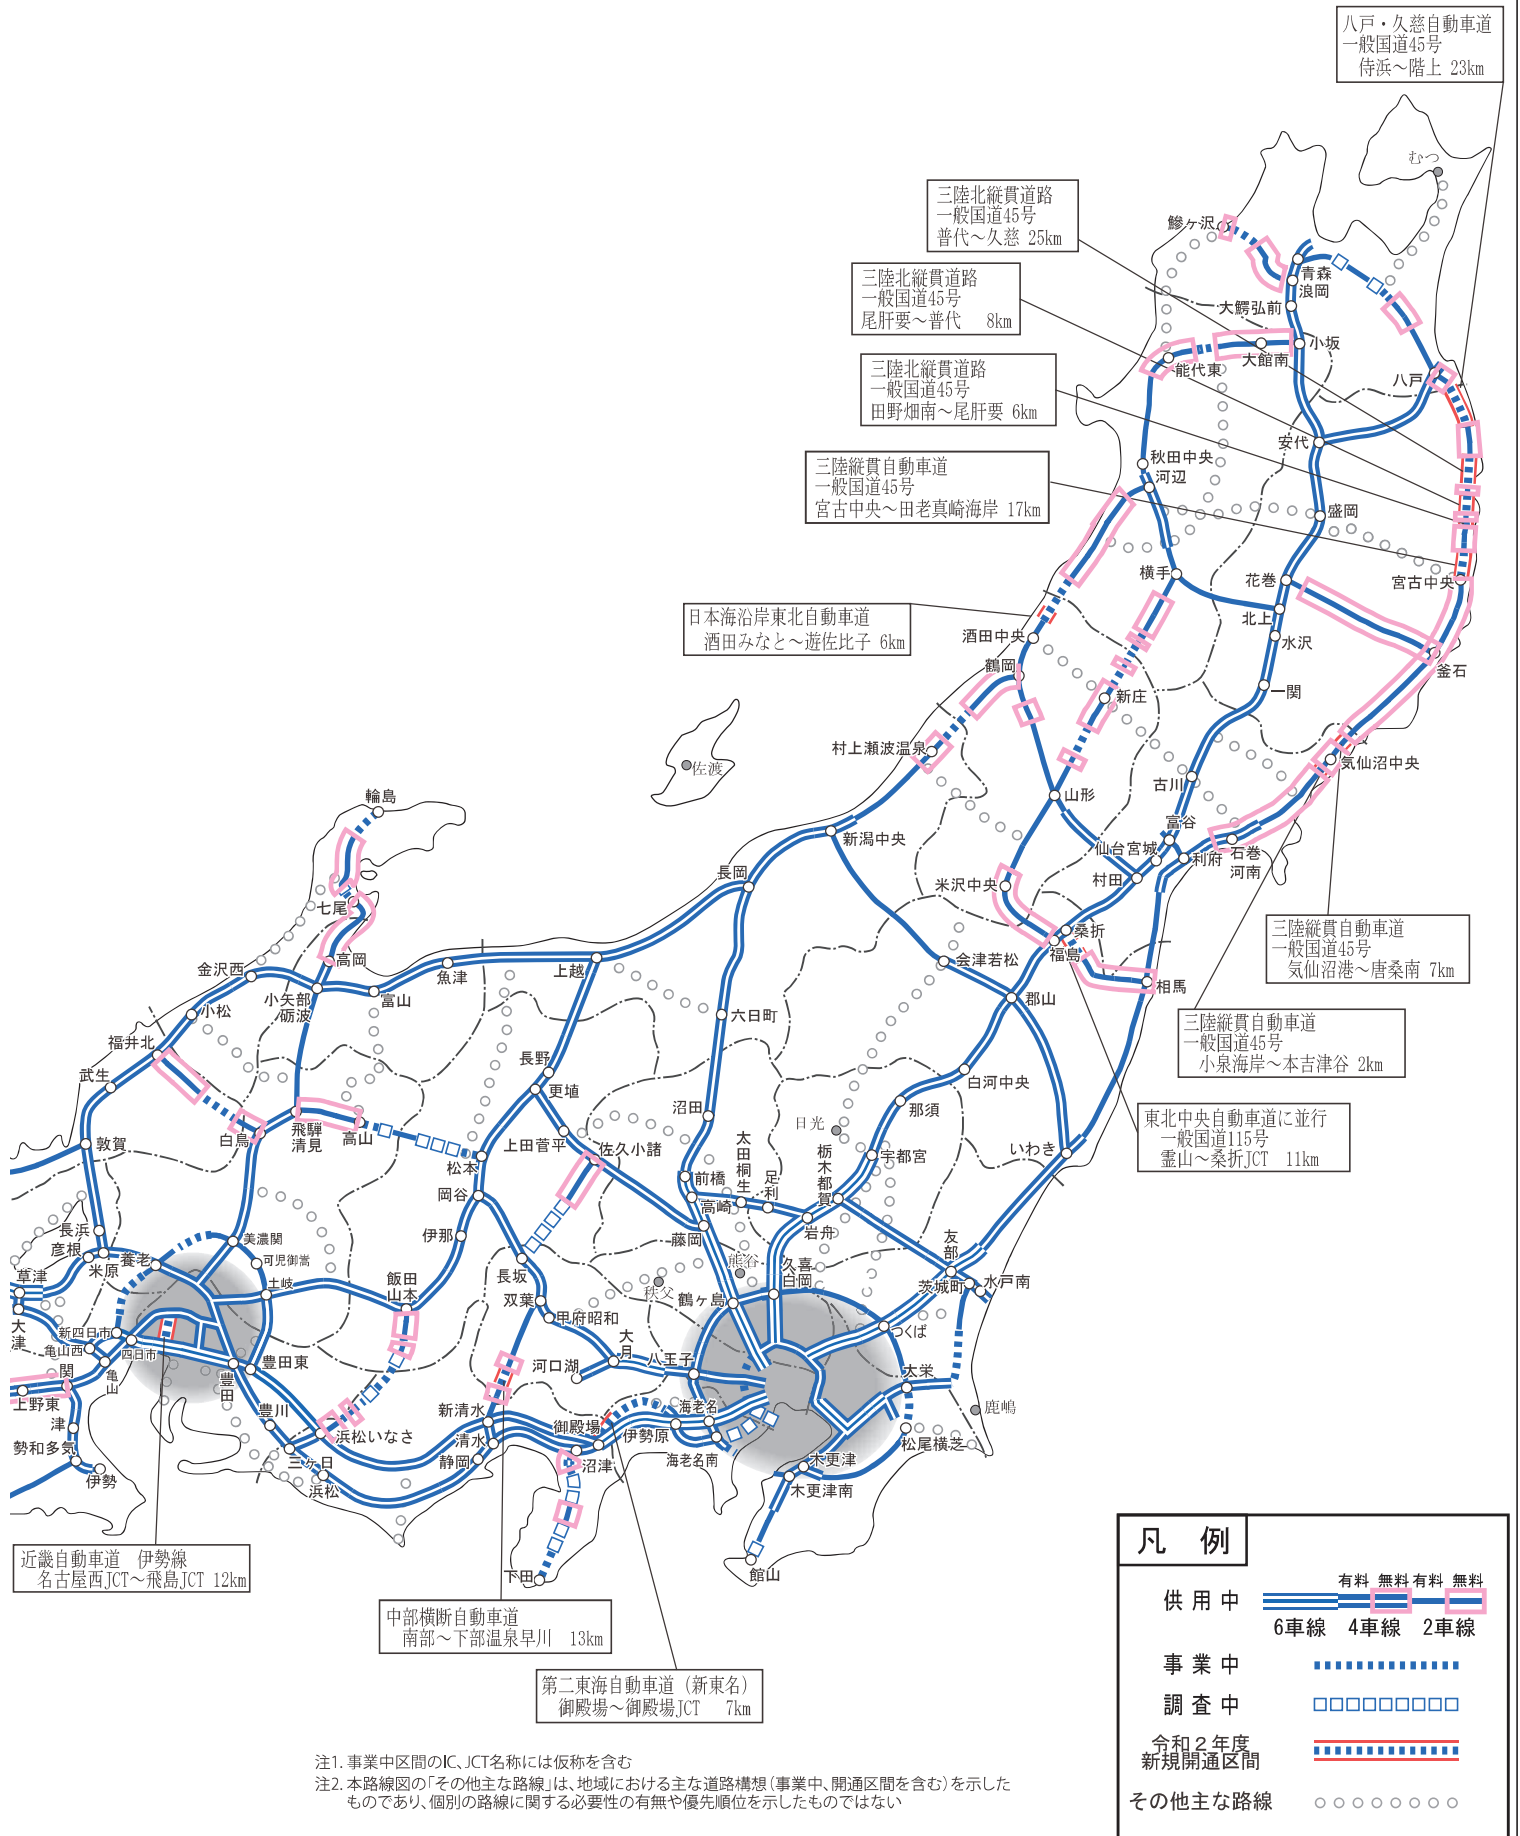 八戸・久慈自動車道
一般国道45号
侍浜～階上 23km
むつ
三陸北縦貫道路
一般国道45号
普代～久慈 25km
鰺ヶ沢
青森
浪岡
三陸北縦貫道路
一般国道45号
尾肝要～普代 8km
大鰐弘前
小坂
大館南
能代東
八戸
三陸北縦貫道路
一般国道45号
田野畑南～尾肝要 6km
安代
秋田中央
河辺
三陸縦貫自動車道
一般国道45号
宮古中央～田老真崎海岸 17km
盛岡
横手
花巻
宮古中央
北上
水沢
日本海沿岸東北自動車道
酒田みなと～遊佐比子 6km
酒田中央
鶴岡
釜石
新庄
一関
村上瀬波温泉
気仙沼中央
佐渡
古川
山形
輪島
富谷
新潟中央
仙台宮城
利府
石巻
河南
長岡
村田
米沢中央
七尾
桑折
福島
三陸縦貫自動車道
一般国道45号
気仙沼港～唐桑南 7km
高岡
金沢西
魚津
上越
会津若松
相馬
小矢部
砺波
富山
郡山
小松
六日町
三陸縦貫自動車道
一般国道45号
小泉海岸～本吉津谷 2km
福井北
長野
武生
更埴
白河中央
那須
沼田
日光
東北中央自動車道に並行
一般国道115号
霊山～桑折JCT 11km
敦賀
白鳥
飛騨
清見
高山
松本
上田菅平
佐久小諸
太田桐生
足利
栃木都賀
宇都宮
いわき
岡谷
前橋
高崎
長浜
彦根
米原
養老
美濃関
可児御嵩
伊那
藤岡
岩舟
友部
熊谷
久喜
白岡
草津
土岐
飯田
山本
長坂
双葉
秩父
鶴ヶ島
茨城町
水戸南
甲府昭和
大津
新四日市
亀山西
四日市
つくば
大月
八王子
関
亀山
豊田東
豊田
河口湖
大栄
上野東
豊川
新清水
海老名
鹿嶋
津
御殿場
伊勢原
浜松いなさ
清水
松尾横芝
勢和多気
三ヶ日
静岡
沼津
海老名南
木更津
伊勢
浜松
木更津南
近畿自動車道 伊勢線
名古屋西JCT～飛島JCT 12km
下田
館山
中部横断自動車道
南部～下部温泉早川 13km
第二東海自動車道（新東名）
御殿場～御殿場JCT 7km
凡 例
有料 無料 有料 無料
供用中
6車線 4車線 2車線
事業中
調査中
令和２年度
新規開通区間
その他主な路線
注1. 事業中区間のIC、JCT名称には仮称を含む
注2. 本路線図の「その他主な路線」は、地域における主な道路構想（事業中、開通区間を含む）を示した
ものであり、個別の路線に関する必要性の有無や優先順位を示したものではない